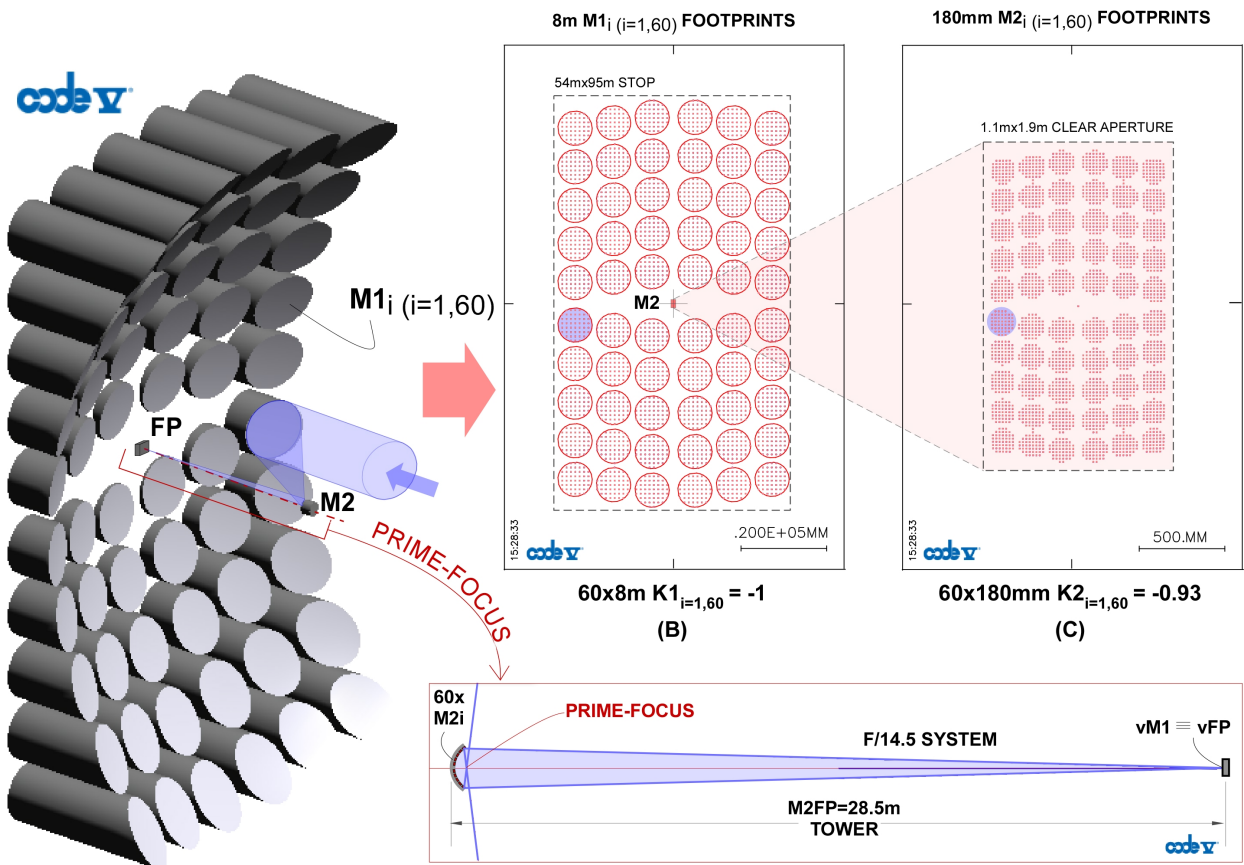 code V
8m M1i (i=1,60) FOOTPRINTS
54mx95m STOP
M2
15:28:33
code V
.200E+05MM
60x8m K1i=1,60 = -1
(B)
180mm M2i (i=1,60) FOOTPRINTS
1.1mx1.9m CLEAR APERTURE
15:28:33
code V
500.MM
60x180mm K2i=1,60 = -0.93
(C)
M1i (i=1,60)
FP
M2
PRIME-FOCUS
60x
M2i
PRIME-FOCUS
F/14.5 SYSTEM
vM1 ≡ vFP
M2FP=28.5m
TOWER
code V